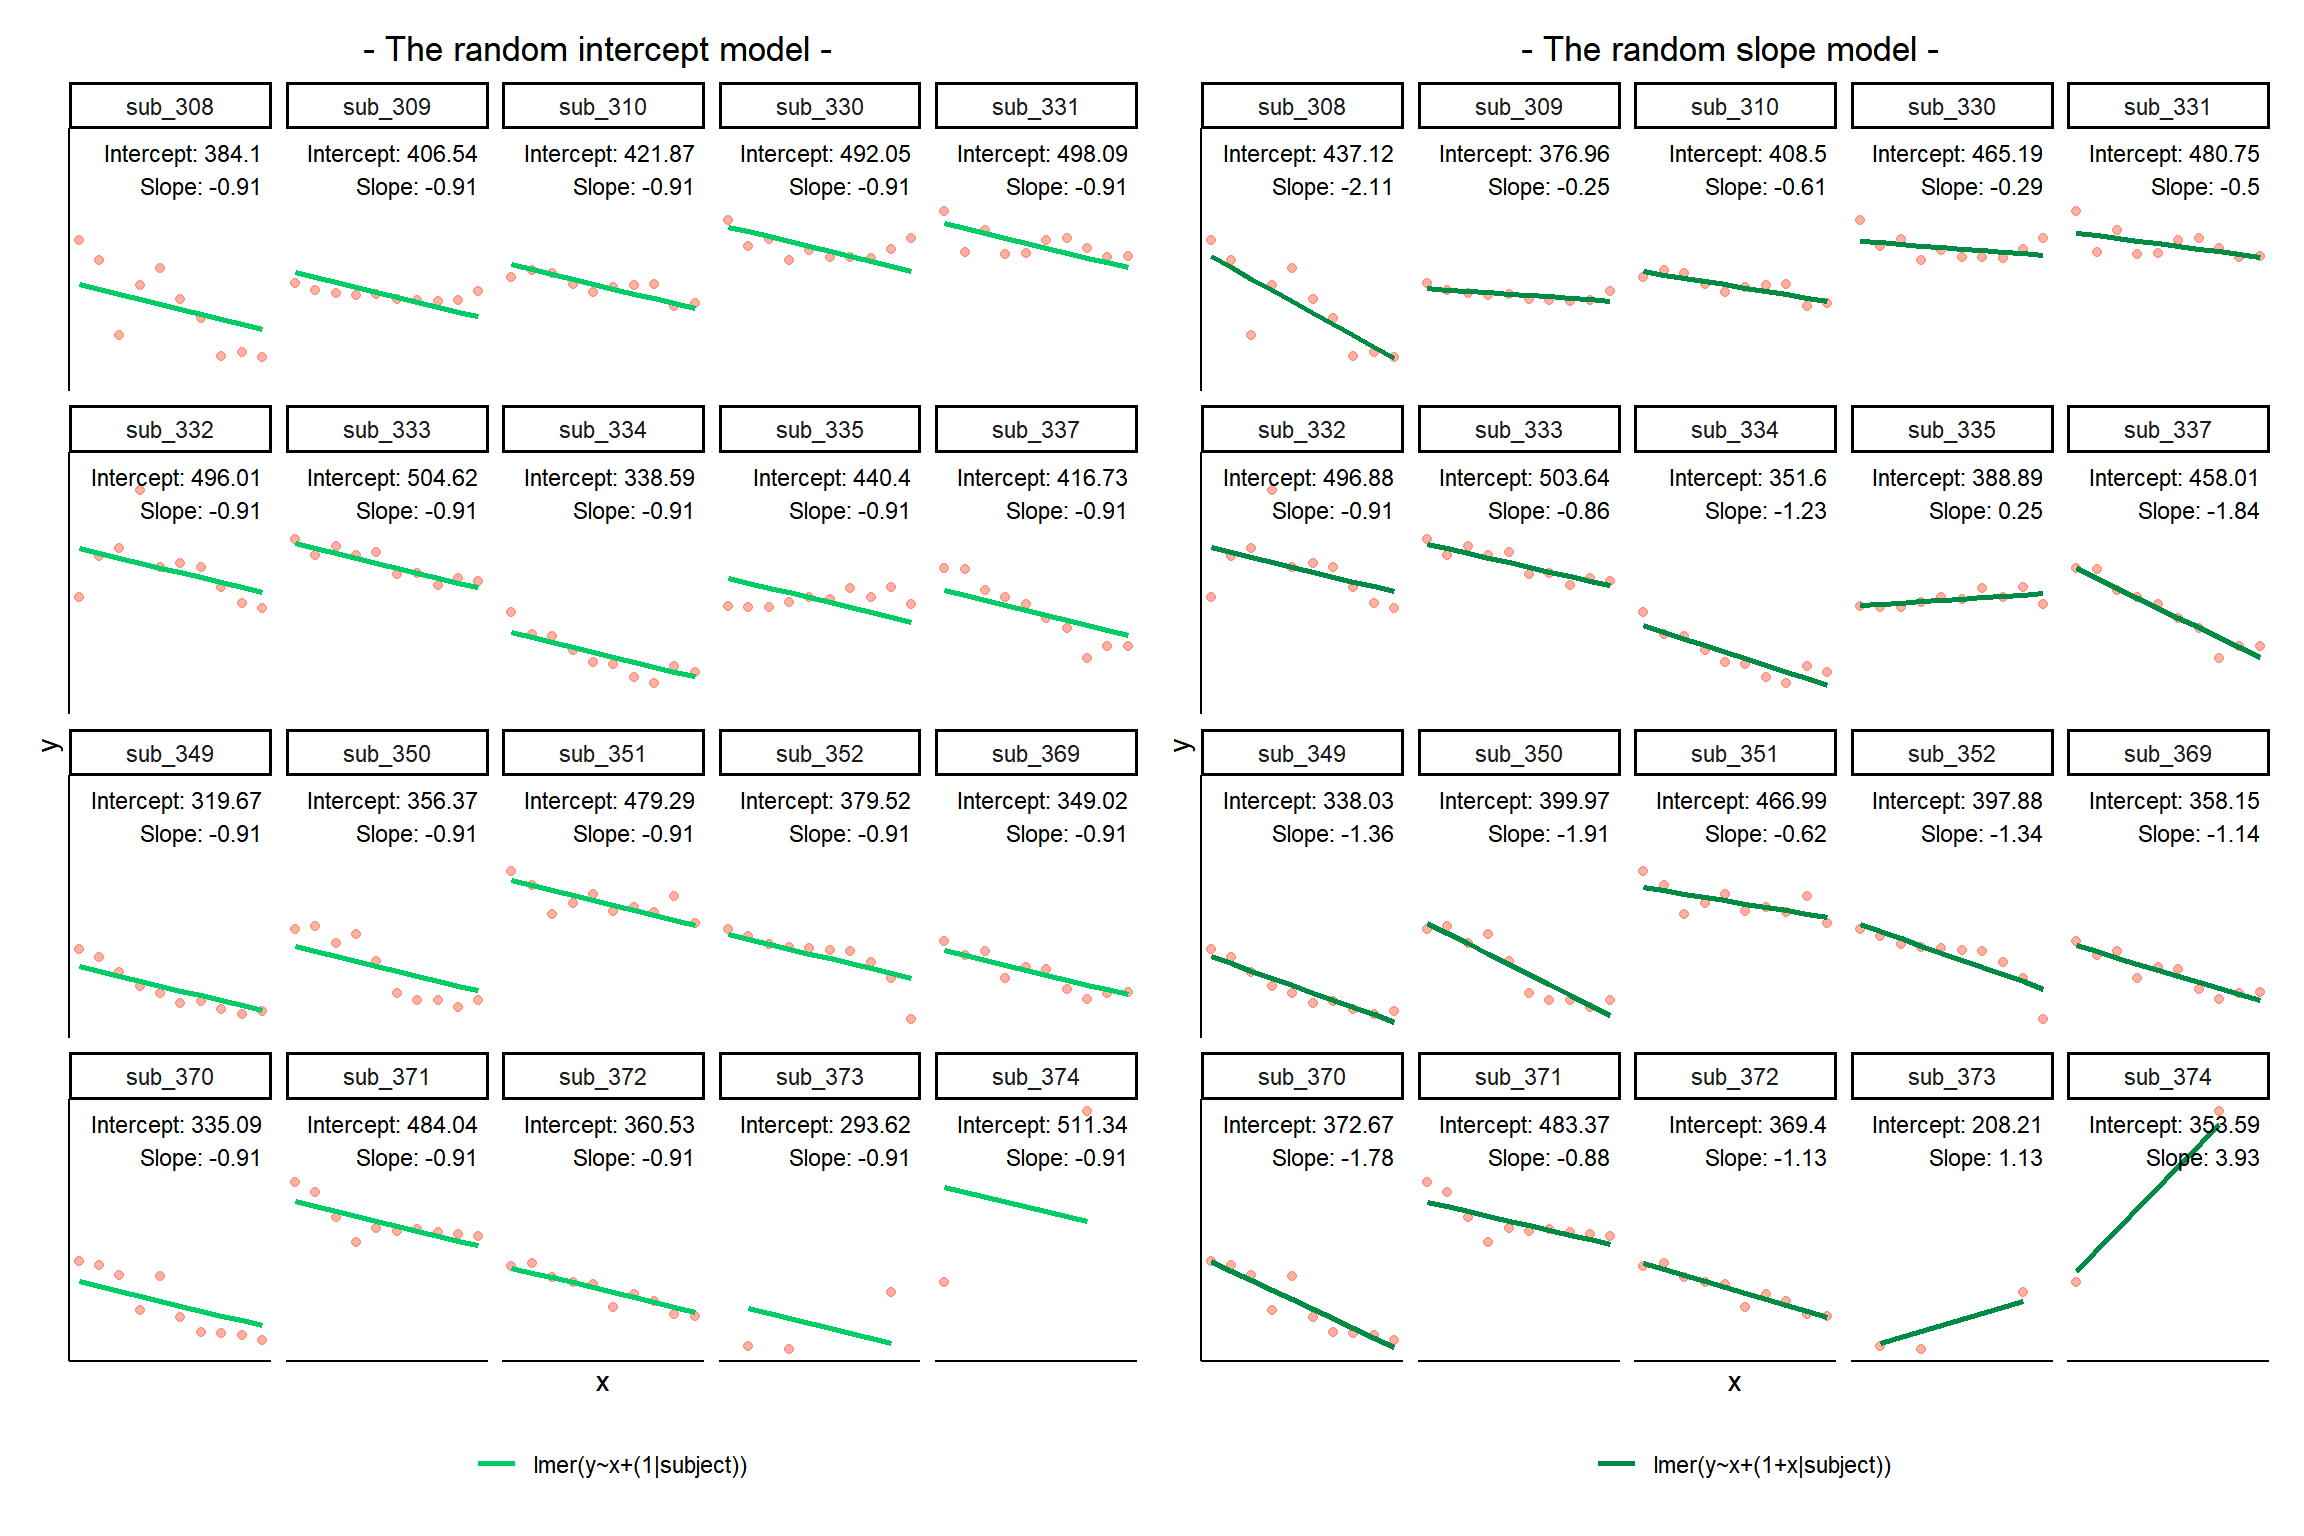 - The random intercept model -
sub_308 sub_309 sub_310 sub_330 sub_331
Intercept: 384.1 Intercept: 406.54 Intercept: 421.87 Intercept: 492.05 Intercept: 498.09
Slope: -0.91 Slope: -0.91 Slope: -0.91 Slope: -0.91 Slope: -0.91
sub_332 sub_333 sub_334 sub_335 sub_337
Intercept: 496.01 Intercept: 504.62 Intercept: 338.59 Intercept: 440.4 Intercept: 416.73
Slope: -0.91 Slope: -0.91 Slope: -0.91 Slope: -0.91 Slope: -0.91
y
sub_349 sub_350 sub_351 sub_352 sub_369
Intercept: 319.67 Intercept: 356.37 Intercept: 479.29 Intercept: 379.52 Intercept: 349.02
Slope: -0.91 Slope: -0.91 Slope: -0.91 Slope: -0.91 Slope: -0.91
sub_370 sub_371 sub_372 sub_373 sub_374
Intercept: 335.09 Intercept: 484.04 Intercept: 360.53 Intercept: 293.62 Intercept: 511.34
Slope: -0.91 Slope: -0.91 Slope: -0.91 Slope: -0.91 Slope: -0.91
x
lmer(y~x+(1|subject))
- The random slope model -
sub_308 sub_309 sub_310 sub_330 sub_331
Intercept: 437.12 Intercept: 376.96 Intercept: 408.5 Intercept: 465.19 Intercept: 480.75
Slope: -2.11 Slope: -0.25 Slope: -0.61 Slope: -0.29 Slope: -0.5
sub_332 sub_333 sub_334 sub_335 sub_337
Intercept: 496.88 Intercept: 503.64 Intercept: 351.6 Intercept: 388.89 Intercept: 458.01
Slope: -0.91 Slope: -0.86 Slope: -1.23 Slope: 0.25 Slope: -1.84
y
sub_349 sub_350 sub_351 sub_352 sub_369
Intercept: 338.03 Intercept: 399.97 Intercept: 466.99 Intercept: 397.88 Intercept: 358.15
Slope: -1.36 Slope: -1.91 Slope: -0.62 Slope: -1.34 Slope: -1.14
sub_370 sub_371 sub_372 sub_373 sub_374
Intercept: 372.67 Intercept: 483.37 Intercept: 369.4 Intercept: 208.21 Intercept: 353.59
Slope: -1.78 Slope: -0.88 Slope: -1.13 Slope: 1.13 Slope: 3.93
x
lmer(y~x+(1+x|subject))